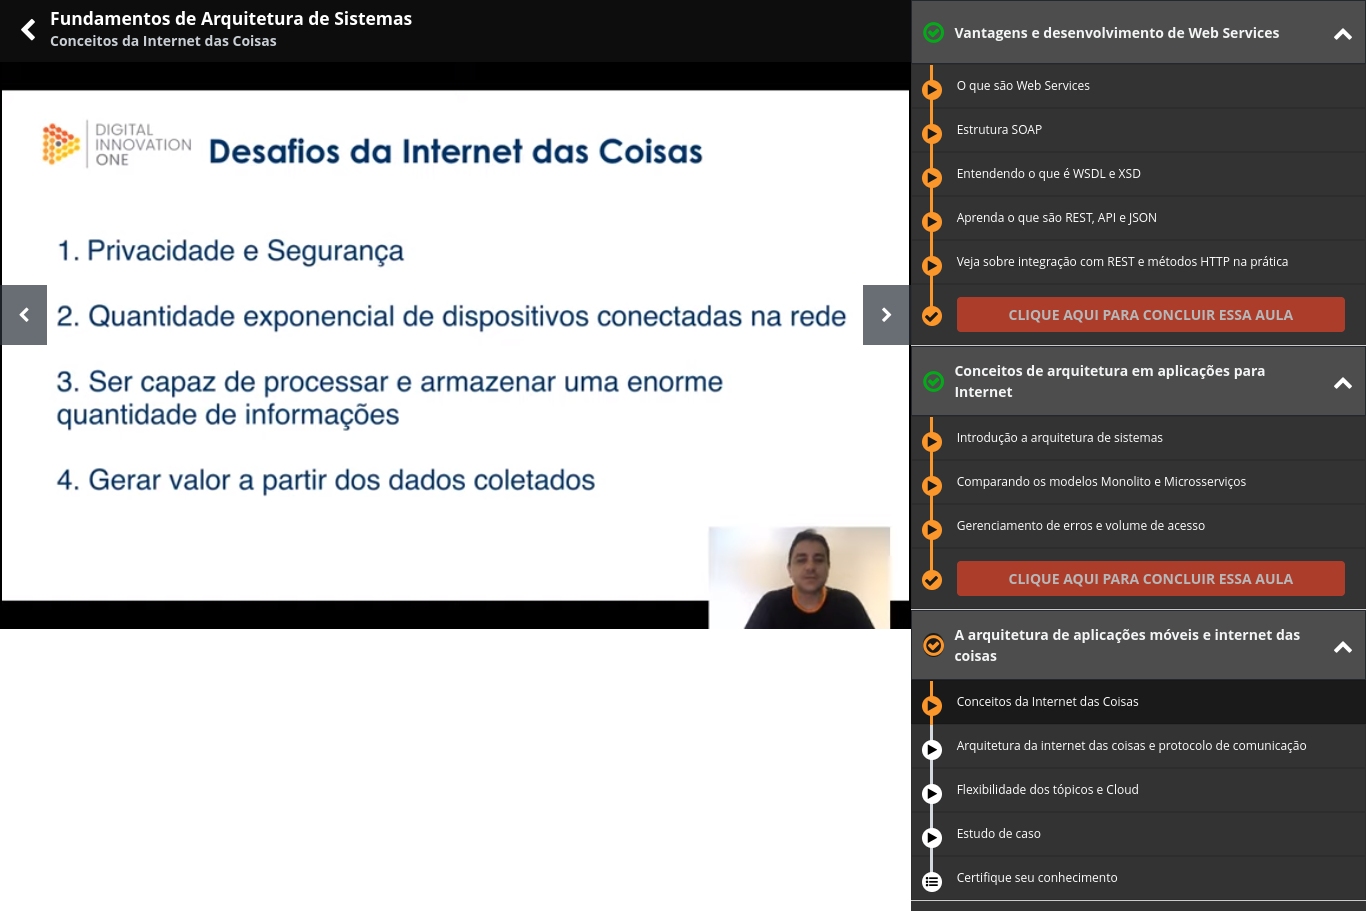 Fundamentos de Arquitetura de Sistemas
Conceitos da Internet das Coisas
DIGITAL
INNOVATION
ONE
Desafios da Internet das Coisas
1. Privacidade e Segurança
2. Quantidade exponencial de dispositivos conectadas na rede
3. Ser capaz de processar e armazenar uma enorme
quantidade de informações
4. Gerar valor a partir dos dados coletados
Vantagens e desenvolvimento de Web Services
O que são Web Services
Estrutura SOAP
Entendendo o que é WSDL e XSD
Aprenda o que são REST, API e JSON
Veja sobre integração com REST e métodos HTTP na prática
CLIQUE AQUI PARA CONCLUIR ESSA AULA
Conceitos de arquitetura em aplicações para
Internet
Introdução a arquitetura de sistemas
Comparando os modelos Monolito e Microsserviços
Gerenciamento de erros e volume de acesso
CLIQUE AQUI PARA CONCLUIR ESSA AULA
A arquitetura de aplicações móveis e internet das
coisas
Conceitos da Internet das Coisas
Arquitetura da internet das coisas e protocolo de comunicação
Flexibilidade dos tópicos e Cloud
Estudo de caso
Certifique seu conhecimento